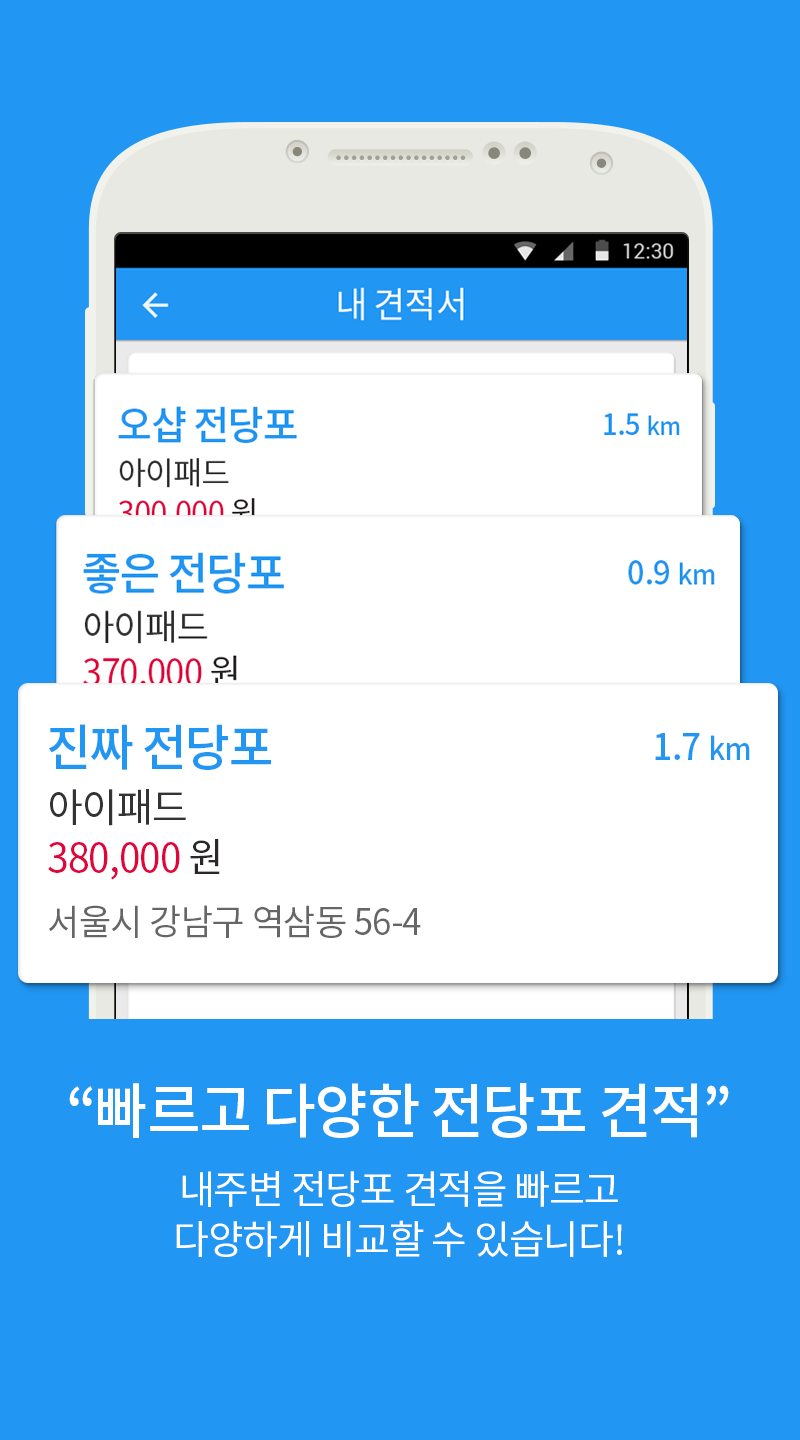 12:30
내 견적서
오샵 전당포 1.5 km
아이패드
300,000 원
좋은 전당포 0.9 km
아이패드
370,000 원
진짜 전당포 1.7 km
아이패드
380,000 원
서울시 강남구 역삼동 56-4
“빠르고 다양한 전당포 견적”
내주변 전당포 견적을 빠르고
다양하게 비교할 수 있습니다!